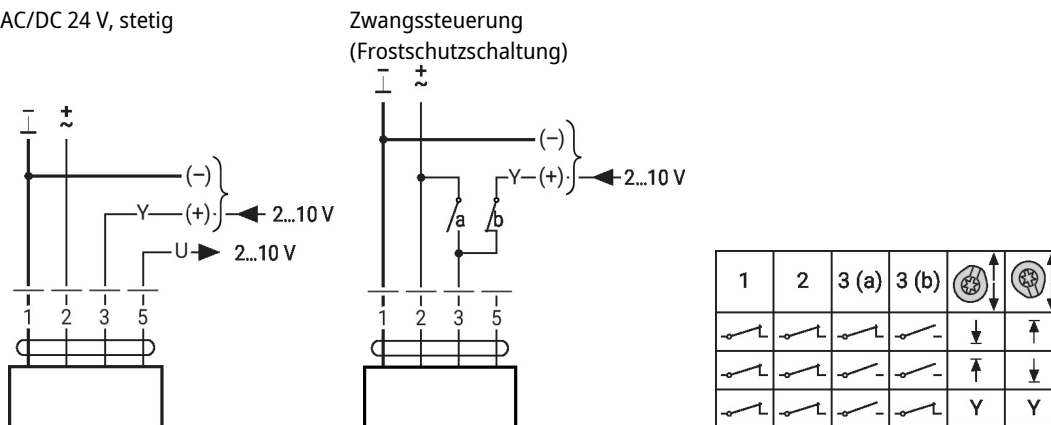 AC/DC 24 V, stetig
− +
⊥ ~
(−)
Y (+) 2...10 V
U 2...10 V
1 2 3 5
Zwangssteuerung
(Frostschutzschaltung)
− +
⊥ ~
(−)
Y (+) 2...10 V
a b
1 2 3 5
1 2 3 (a) 3 (b)
Y Y